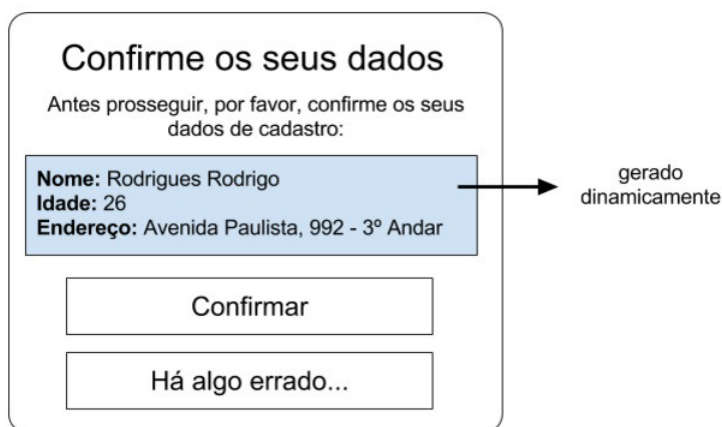 Confirme os seus dados
Antes prosseguir, por favor, confirme os seus
dados de cadastro:
Nome: Rodrigues Rodrigo
Idade: 26
Endereço: Avenida Paulista, 992 - 3º Andar
gerado
dinamicamente
Confirmar
Há algo errado...